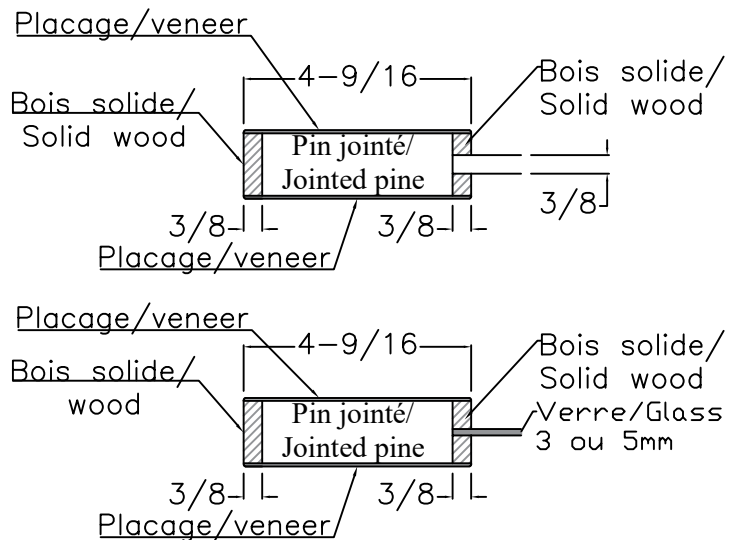 Placage/veneer
4-9/16
Bois solide/
Solid wood
Bois solide/
Solid wood
Pin jointé/
Jointed pine
3/8
3/8
3/8
Placage/veneer
Placage/veneer
4-9/16
Bois solide/
wood
Bois solide/
Solid wood
Pin jointé/
Jointed pine
Verre/Glass
3 ou 5mm
3/8
3/8
Placage/veneer